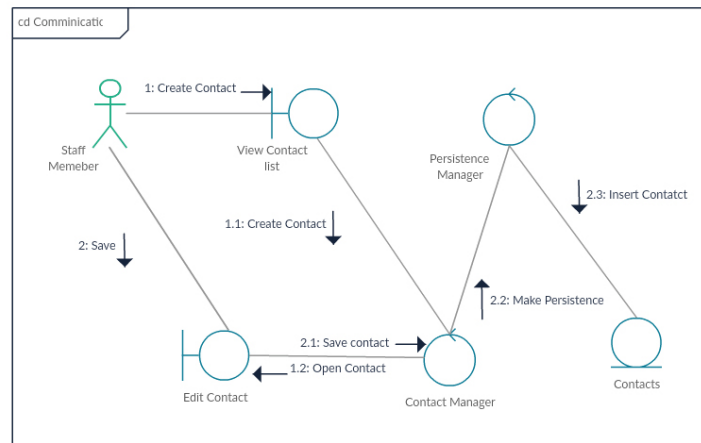 cd Comminicatic
1: Create Contact
Staff
Memeber
View Contact
list
Persistence
Manager
2.3: Insert Contatct
1.1: Create Contact
2: Save
2.2: Make Persistence
2.1: Save contact
1.2: Open Contact
Edit Contact
Contact Manager
Contacts